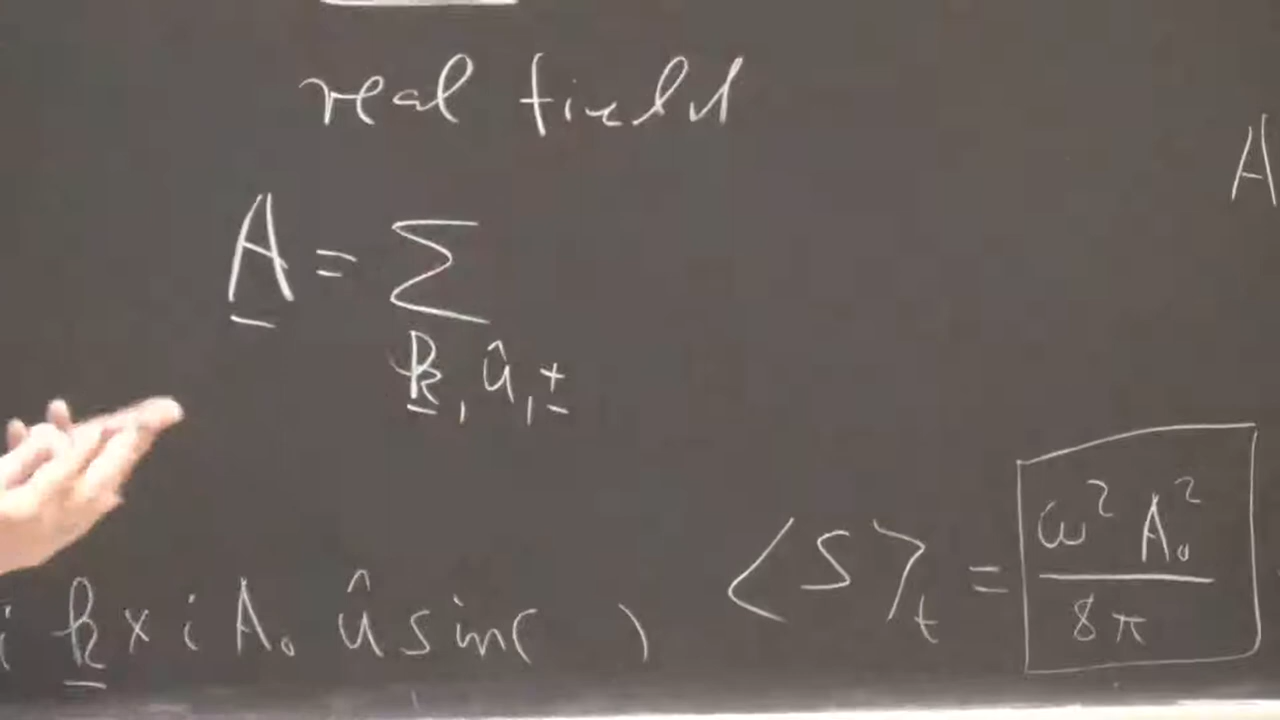 real field
A
A = Σ
k, û, ±
i k × i A₀ û sin( )
⟨S⟩ₜ = ω² A₀² / 8π